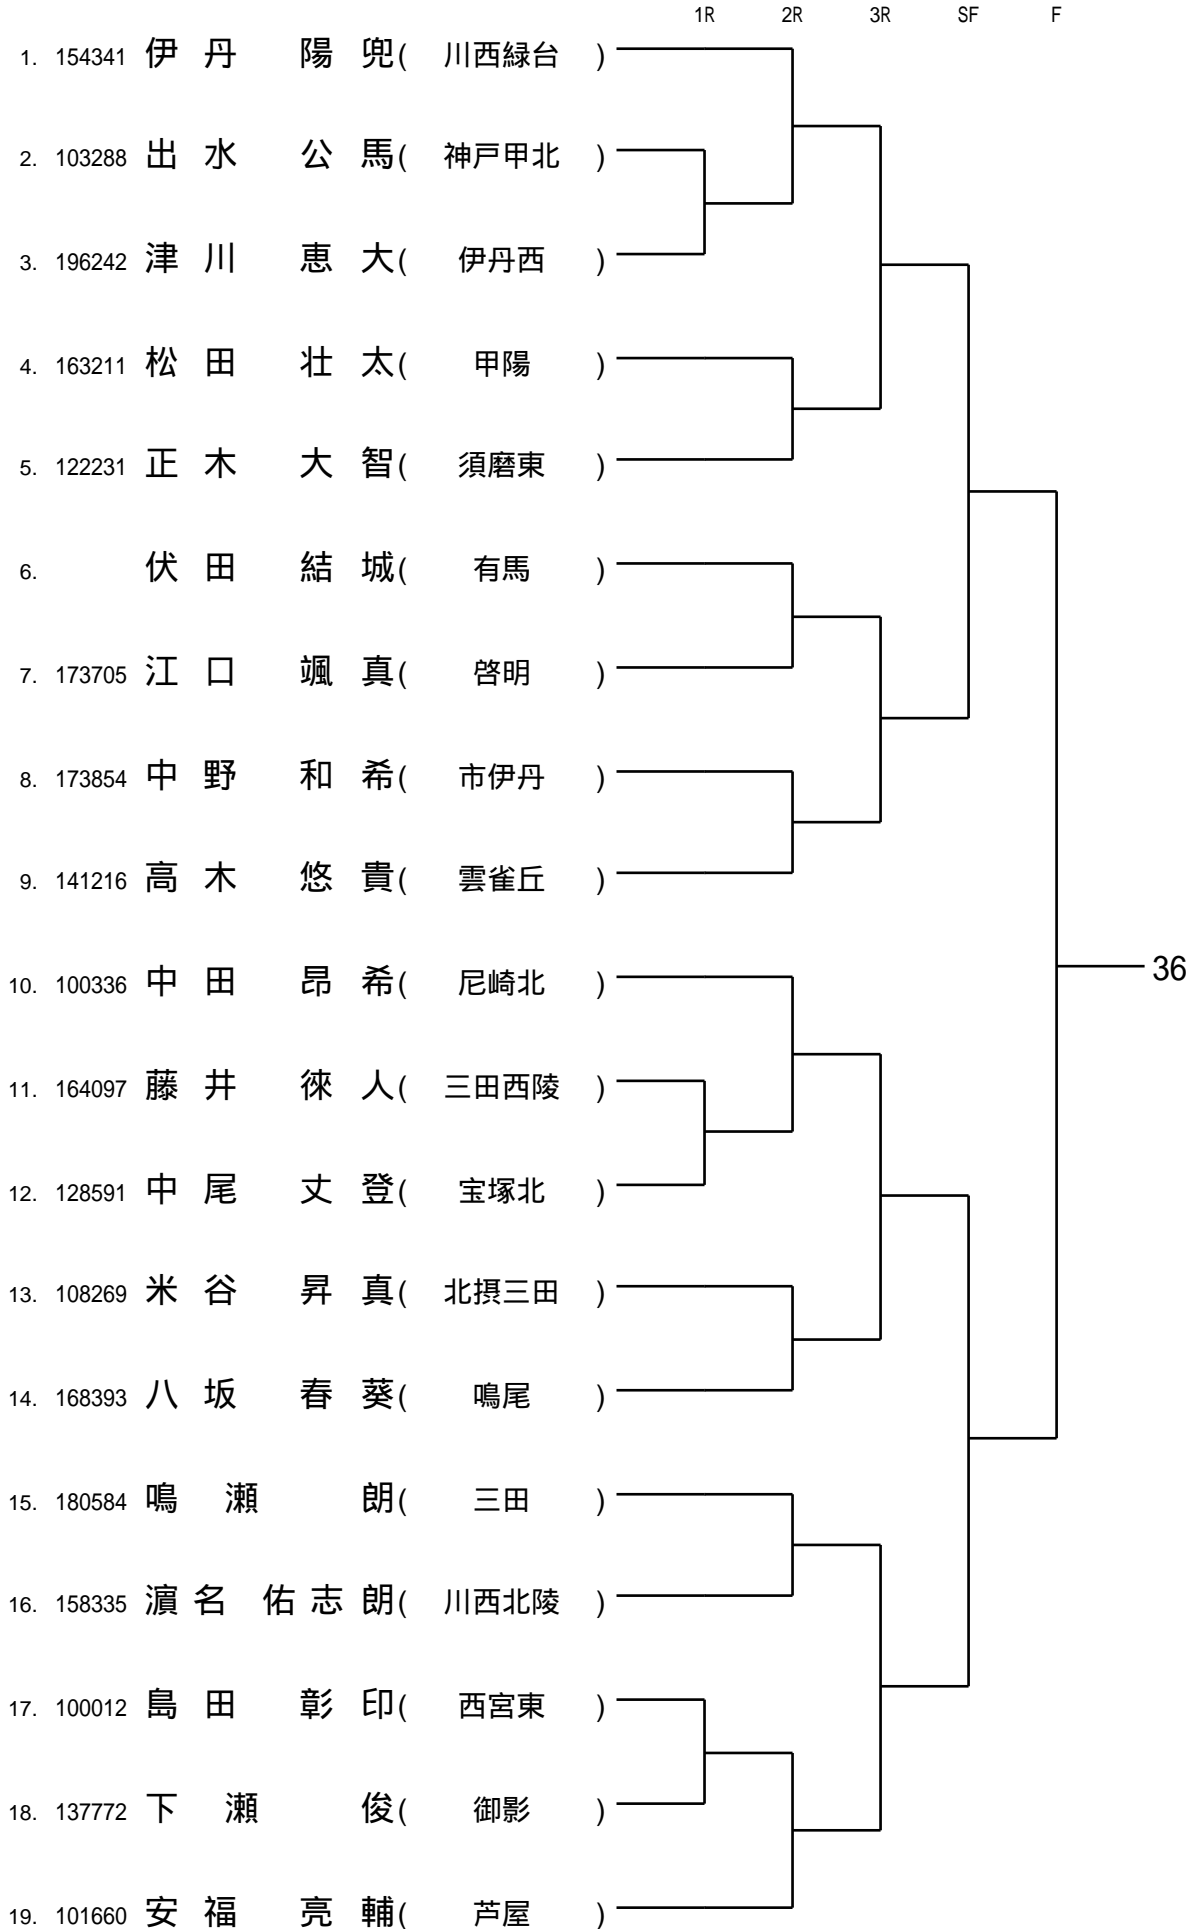 1R 2R 3R SF F
1. 154341 伊 丹 陽 兜( 川西緑台 )
2. 103288 出 水 公 馬( 神戸甲北 )
3. 196242 津 川 恵 大( 伊丹西 )
4. 163211 松 田 壮 太( 甲陽 )
5. 122231 正 木 大 智( 須磨東 )
6. 伏 田 結 城( 有馬 )
7. 173705 江 口 颯 真( 啓明 )
8. 173854 中 野 和 希( 市伊丹 )
9. 141216 高 木 悠 貴( 雲雀丘 )
10. 100336 中 田 昂 希( 尼崎北 )
36
11. 164097 藤 井 徠 人( 三田西陵 )
12. 128591 中 尾 丈 登( 宝塚北 )
13. 108269 米 谷 昇 真( 北摂三田 )
14. 168393 八 坂 春 葵( 鳴尾 )
15. 180584 鳴 瀬 朗( 三田 )
16. 158335 濵 名 佑 志 朗( 川西北陵 )
17. 100012 島 田 彰 印( 西宮東 )
18. 137772 下 瀬 俊( 御影 )
19. 101660 安 福 亮 輔( 芦屋 )